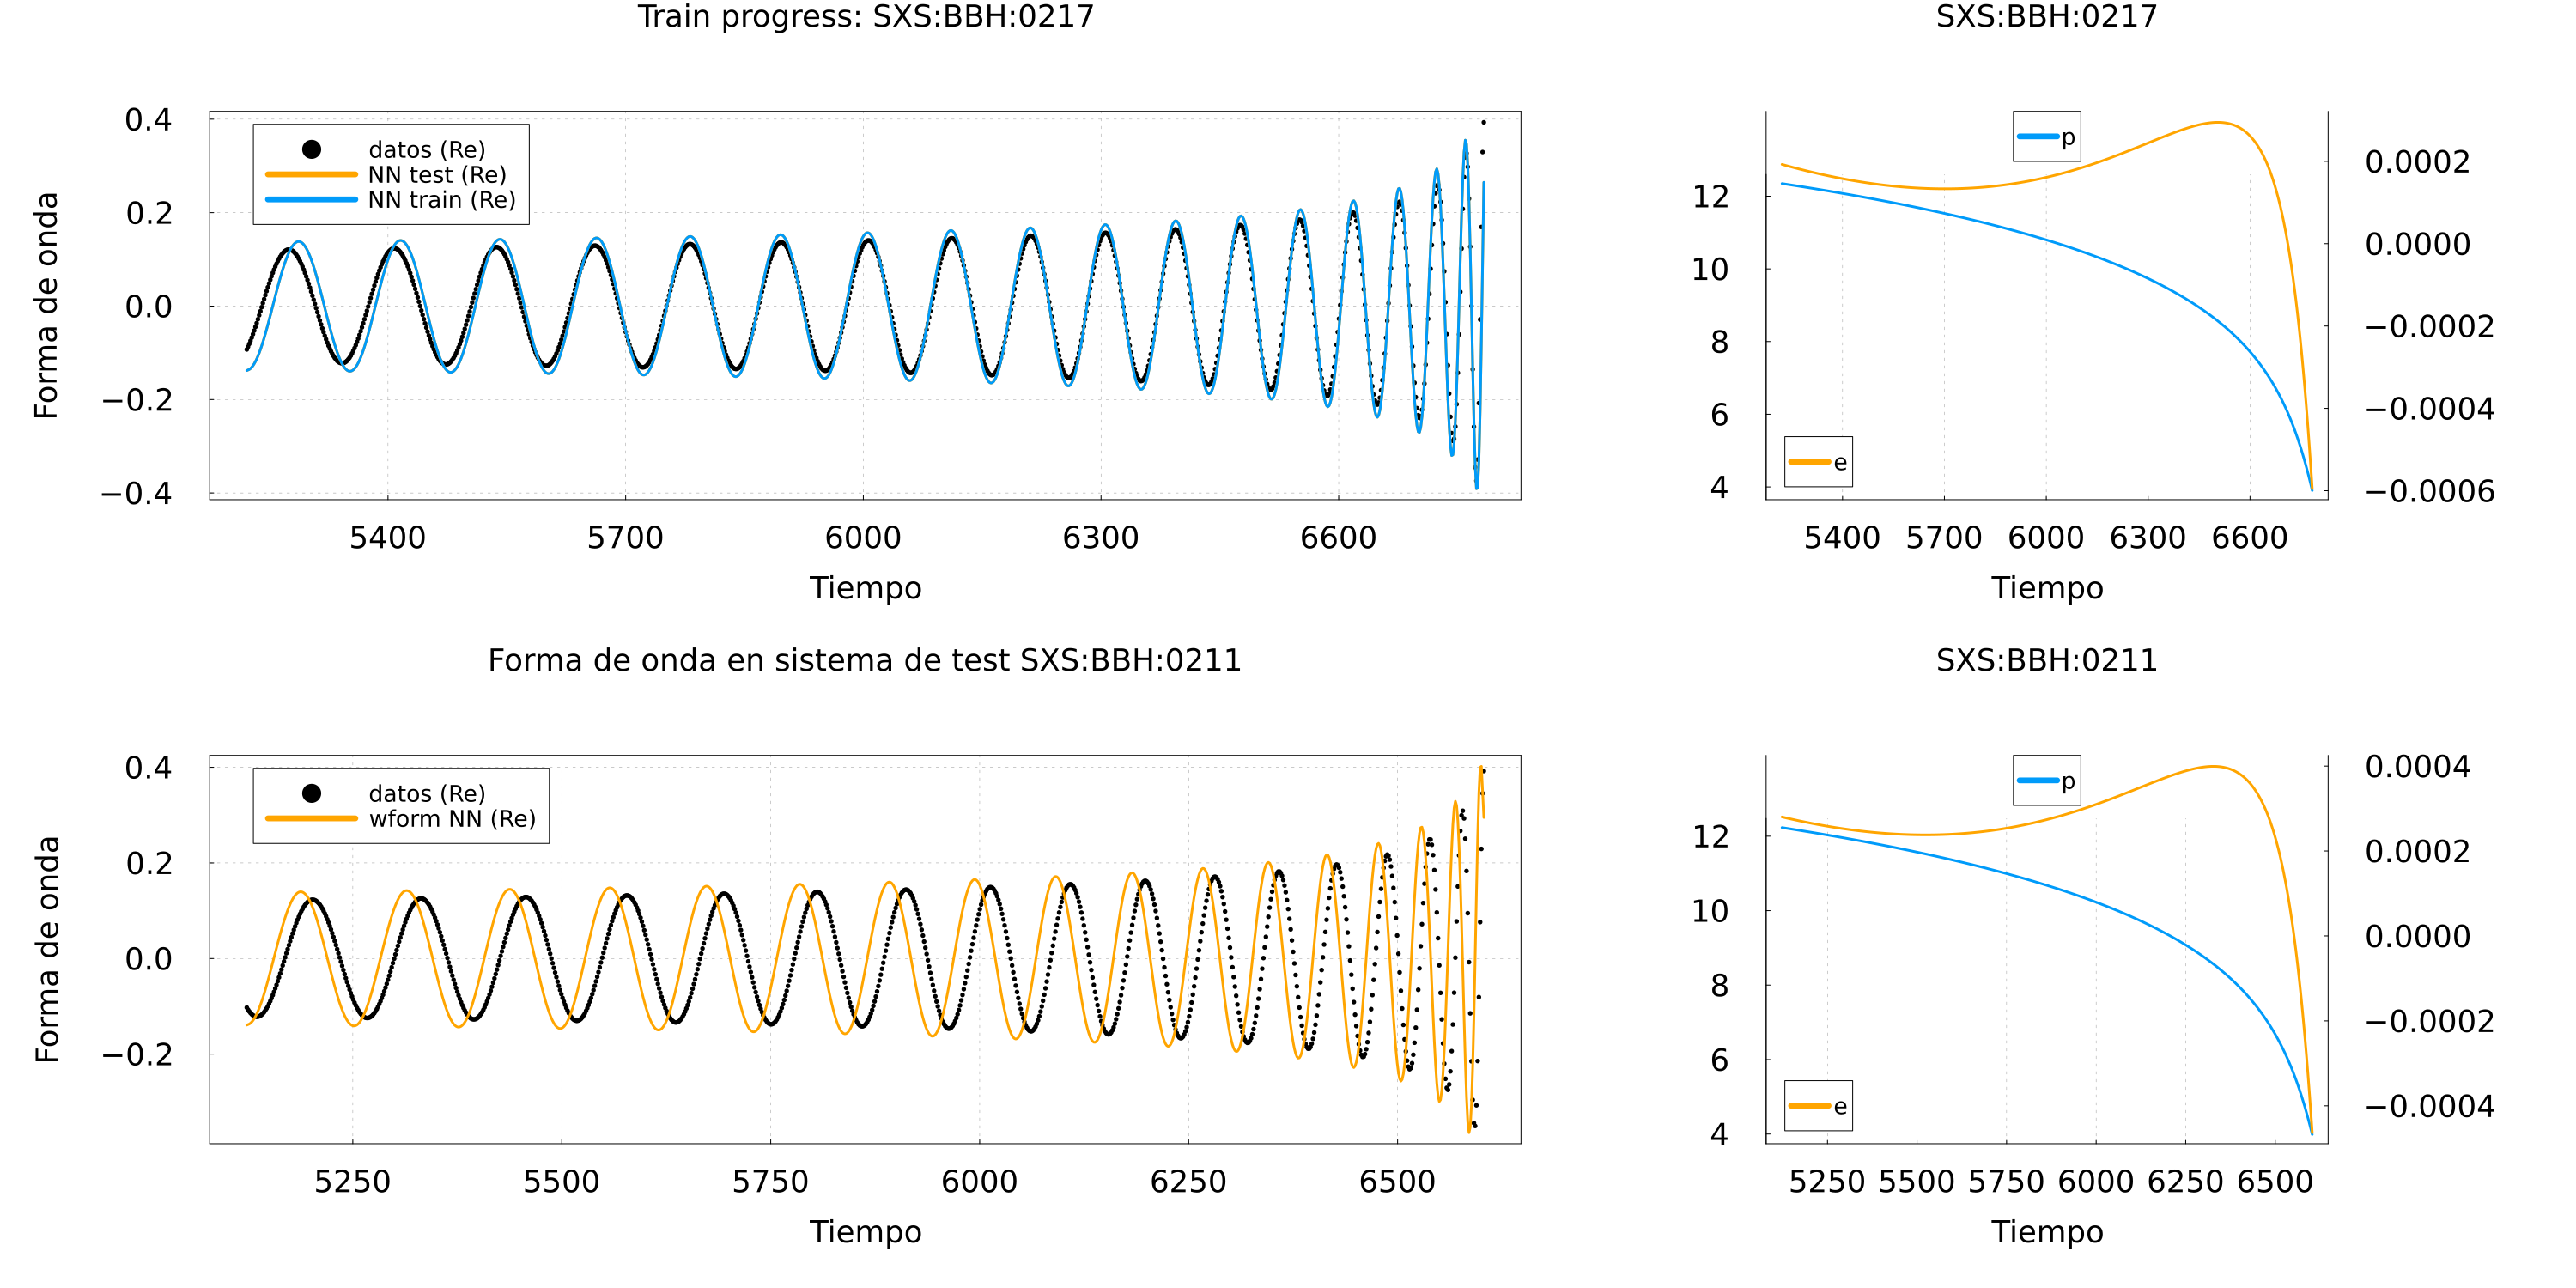 Train progress: SXS:BBH:0217
0.4
0.2
0.0
−0.2
−0.4
Forma de onda
datos (Re)
NN test (Re)
NN train (Re)
5400 5700 6000 6300 6600
Tiempo
SXS:BBH:0217
12
10
8
6
4
p
e
0.0002
0.0000
−0.0002
−0.0004
−0.0006
5400 5700 6000 6300 6600
Tiempo
Forma de onda en sistema de test SXS:BBH:0211
0.4
0.2
0.0
−0.2
Forma de onda
datos (Re)
wform NN (Re)
5250 5500 5750 6000 6250 6500
Tiempo
SXS:BBH:0211
12
10
8
6
4
p
e
0.0004
0.0002
0.0000
−0.0002
−0.0004
5250 5500 5750 6000 6250 6500
Tiempo